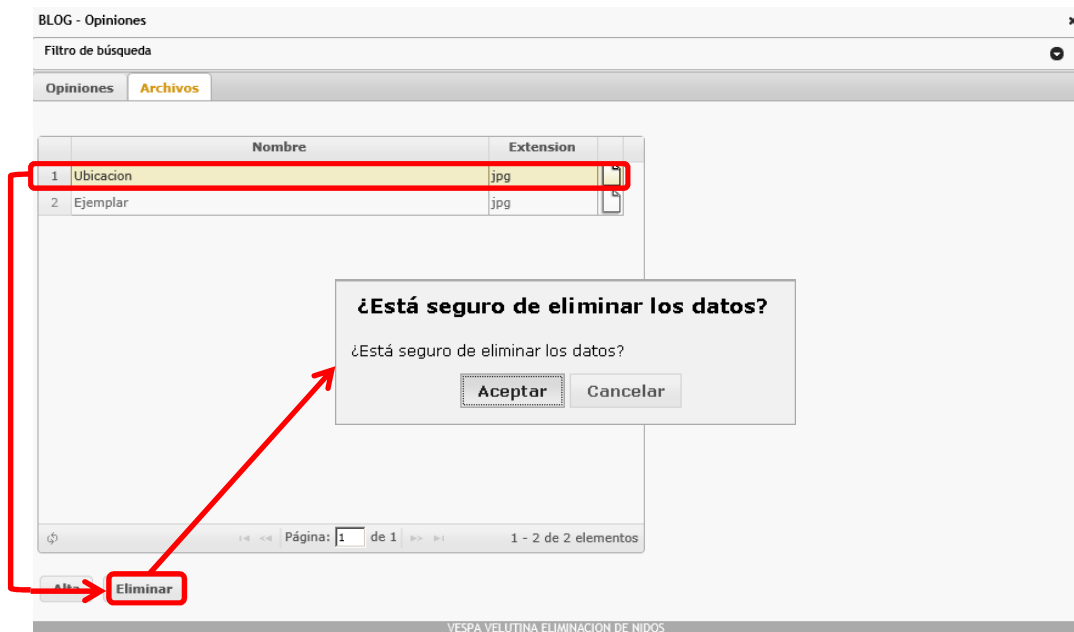 BLOG - Opiniones x
Filtro de búsqueda
Opiniones Archivos
Nombre Extension
1 Ubicacion jpg
2 Ejemplar jpg
¿Está seguro de eliminar los datos?
¿Está seguro de eliminar los datos?
Aceptar Cancelar
Página: 1 de 1 1 - 2 de 2 elementos
Alta Eliminar
VESPA VELUTINA ELIMINACION DE NIDOS